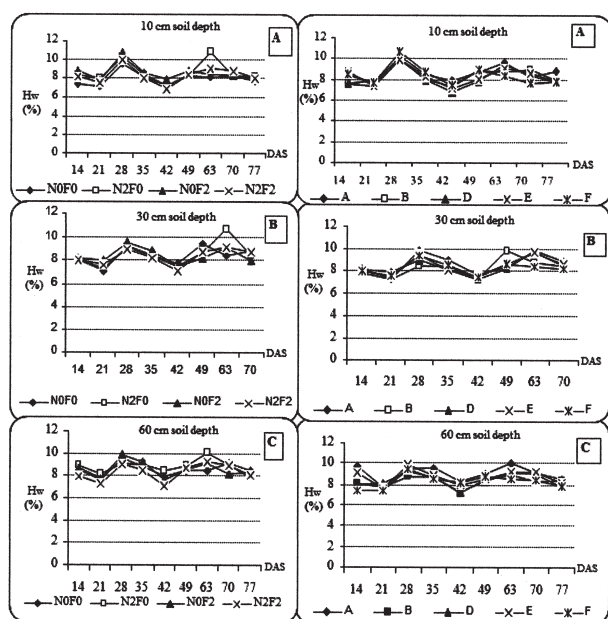 10 cm soil depth
A
12
10
8
6
4
2
0
Hw
(%)
DAS
14 21 28 35 42 49 63 70 77
N0F0 N2F0 N0F2 N2F2
10 cm soil depth
A
12
10
8
6
4
2
0
Hw
(%)
DAS
14 21 28 35 42 49 63 70 77
A B D E F
30 cm soil depth
B
12
10
8
6
4
2
0
Hw
(%)
DAS
14 21 28 35 42 49 63 70
N0F0 N2F0 N0F2 N2F2
30 cm soil depth
B
12
10
8
6
4
2
0
Hw
(%)
DAS
14 21 28 35 42 49 63 70
A B D E F
60 cm soil depth
C
12
10
8
6
4
2
0
Hw
(%)
DAS
14 21 28 35 42 49 63 70 77
N0F0 N2F0 N0F2 N2F2
60 cm soil depth
C
12
10
8
6
4
2
0
Hw
(%)
DAS
14 21 28 35 42 49 63 70 77
A B D E F